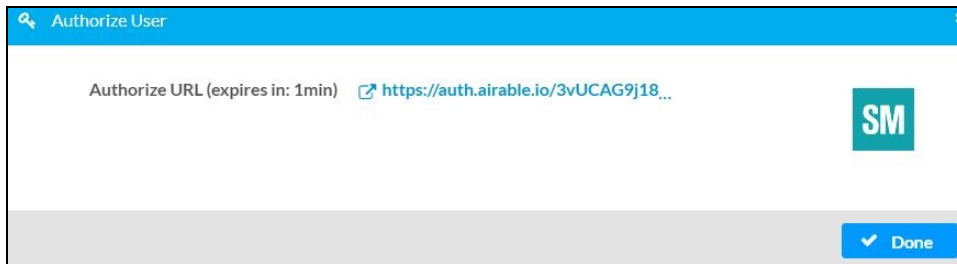 Authorize User
Authorize URL (expires in: 1min) https://auth.airable.io/3vUCAG9j18...
SM
Done